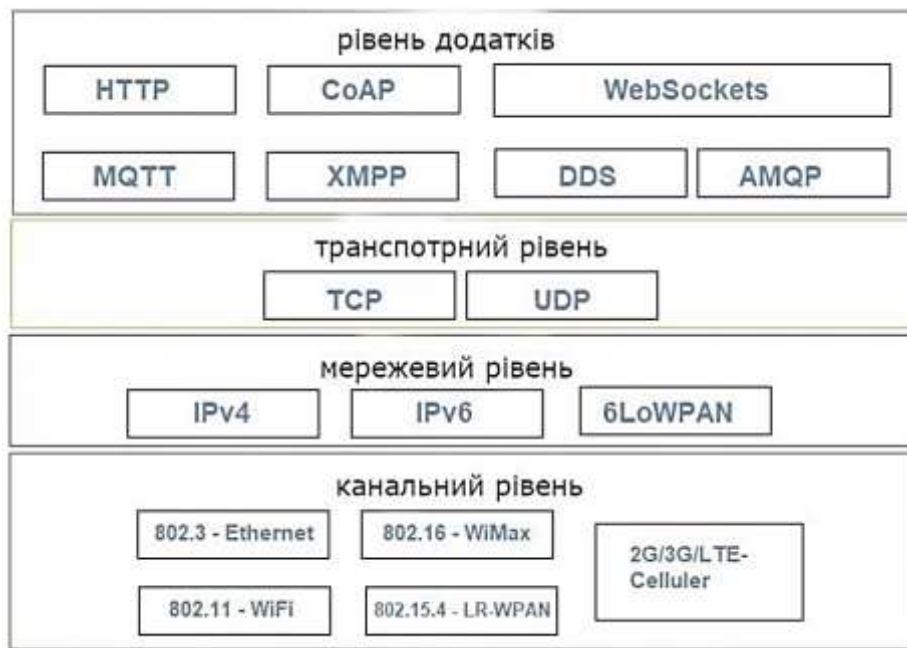 рівень додатків
HTTP CoAP WebSockets
MQTT XMPP DDS AMQP
транспотрний рівень
TCP UDP
мережевий рівень
IPv4 IPv6 6LoWPAN
канальний рівень
802.3 - Ethernet 802.16 - WiMax
2G/3G/LTE-
Celluler
802.11 - WiFi 802.15.4 - LR-WPAN